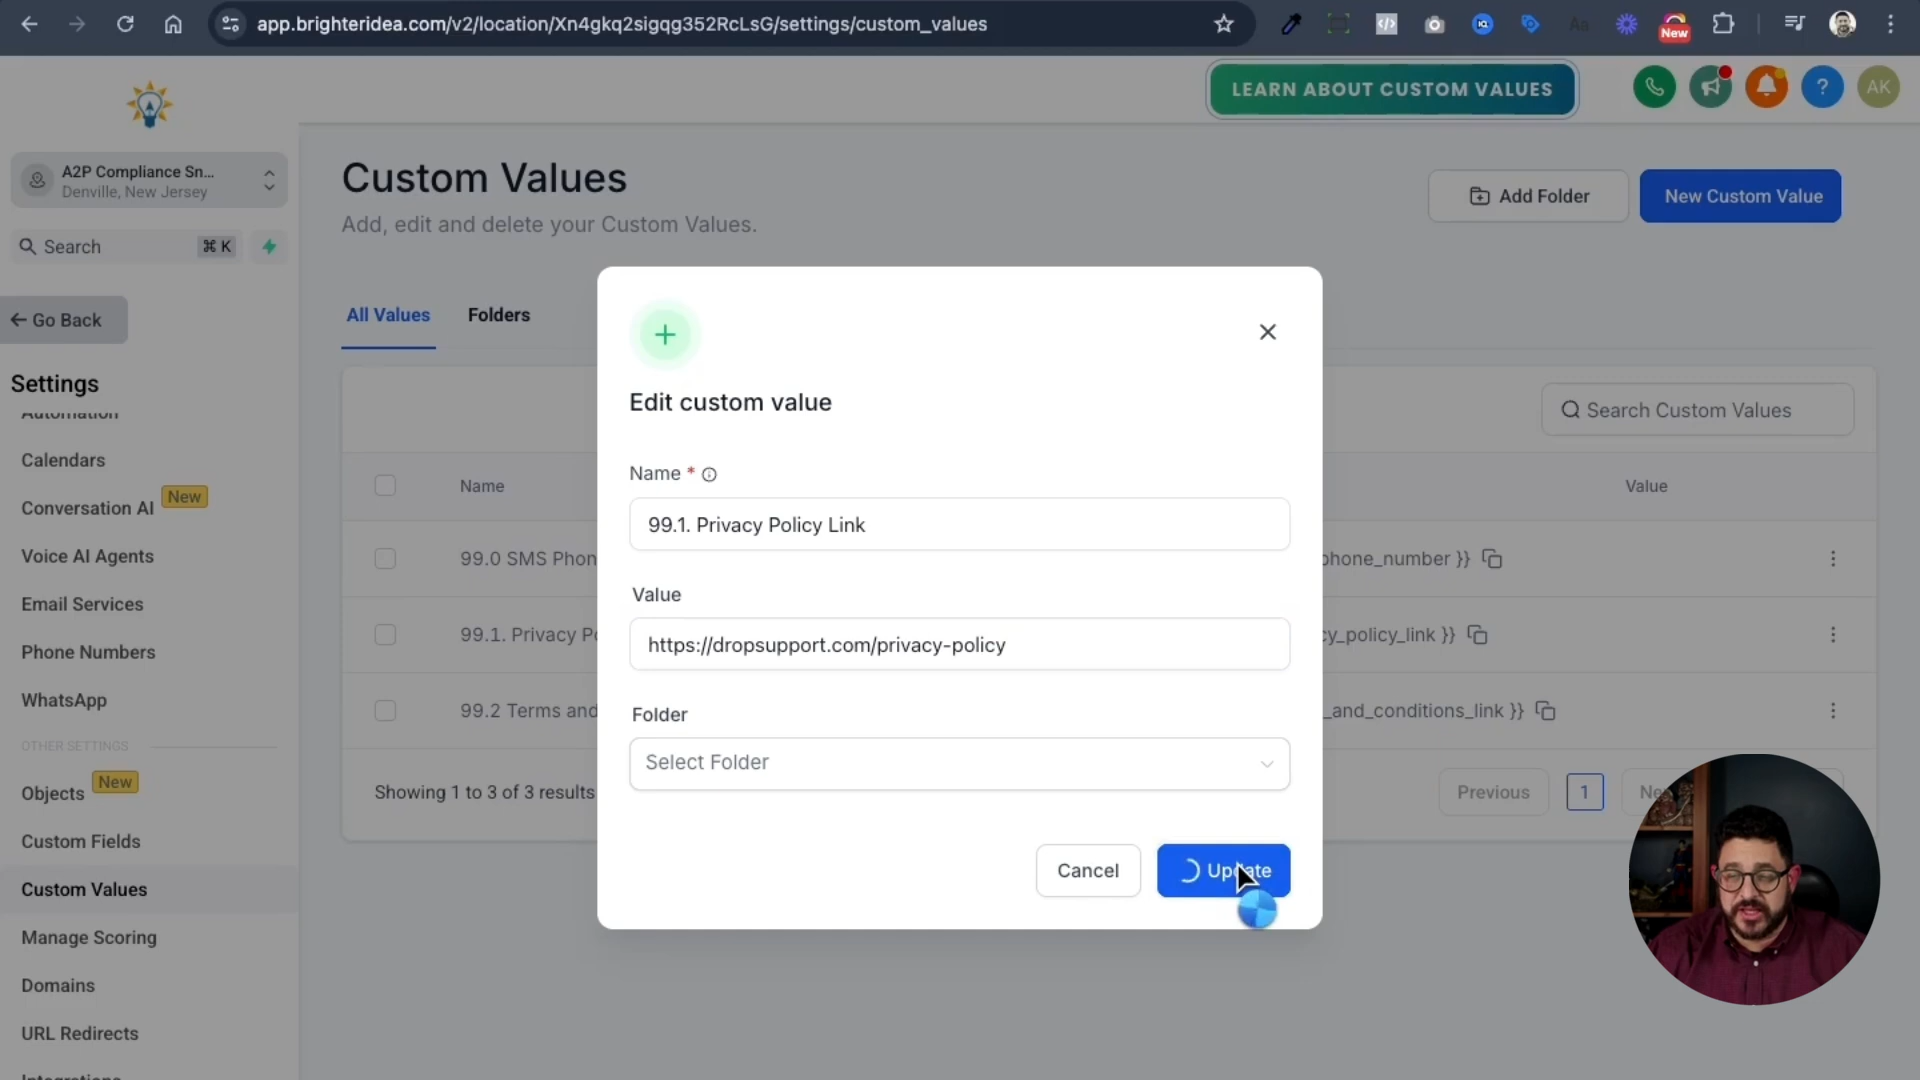 app.brighteridea.com/v2/location/Xn4gkq2sigqg352RcLsG/settings/custom_values
New
LEARN ABOUT CUSTOM VALUES
AK
A2P Compliance Sn...
Denville, New Jersey
Search
⌘ K
Go Back
Settings
Automation
Calendars
Conversation AI New
Voice AI Agents
Email Services
Phone Numbers
WhatsApp
OTHER SETTINGS
Objects New
Custom Fields
Custom Values
Manage Scoring
Domains
URL Redirects
Integrations
Custom Values
Add, edit and delete your Custom Values.
Add Folder
New Custom Value
All Values
Folders
Search Custom Values
Name
Value
99.0 SMS Phon
phone_number }}
99.1. Privacy Po
cy_policy_link }}
99.2 Terms and
_and_conditions_link }}
Showing 1 to 3 of 3 results
Previous
1
Edit custom value
Name *
99.1. Privacy Policy Link
Value
https://dropsupport.com/privacy-policy
Folder
Select Folder
Cancel
Update